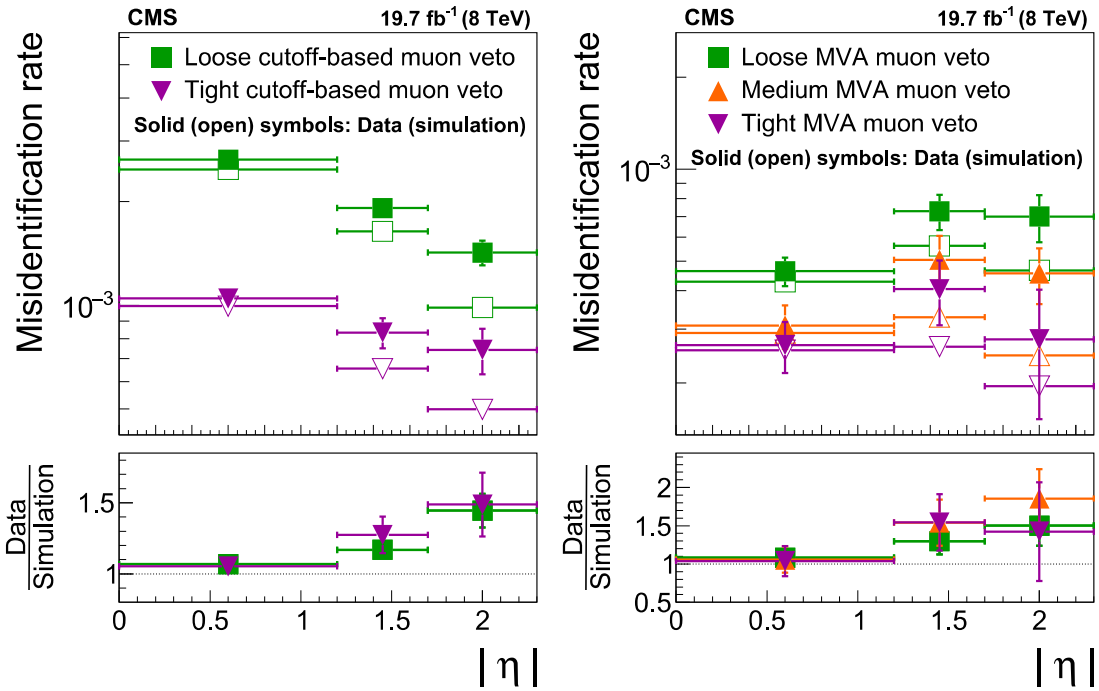 CMS 19.7 fb⁻¹ (8 TeV)
Misidentification rate
Loose cutoff-based muon veto
Tight cutoff-based muon veto
Solid (open) symbols: Data (simulation)
10⁻³
Data
Simulation
1.5
1
0 0.5 1 1.5 2
| η |
CMS 19.7 fb⁻¹ (8 TeV)
Misidentification rate
Loose MVA muon veto
Medium MVA muon veto
Tight MVA muon veto
Solid (open) symbols: Data (simulation)
10⁻³
Data
Simulation
2
1.5
1
0.5
0 0.5 1 1.5 2
| η |